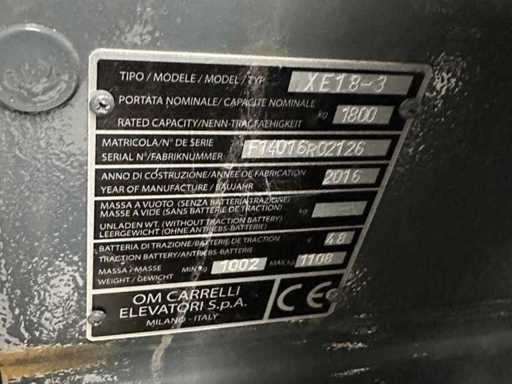 TIPO / MODELE / MODEL / TYP XE18-3
PORTATA NOMINALE/ CAPACITE NOMINALE
RATED CAPACITY/NENN-TRAGFAEHIGKEIT kg 1800
MATRICOLA/N° DE SERIE
SERIAL N°/FABRIKNUMMER F14016R02126
ANNO DI COSTRUZIONE/ANNEE DE FABRICATION
YEAR OF MANUFACTURE / BAUJAHR 2016
MASSA A VUOTO (SENZA BATTERIA TRAZIONE)
MASSE A VIDE (SANS BATTERIE DE TRACTION)
UNLADEN WT. (WITHOUT TRACTION BATTERY) kg
LEERGEWICHT (OHNE ANTRIEBS-BATTERIE)
BATTERIA DI TRAZIONE/BATTERIE DE TRACTION V 48
TRACTION BATTERY/ANTRIEBS-BATTERIE
MASSA / MASSE
WEIGHT / GEWICHT MIN kg 1002 MAX kg 1108
OM CARRELLI
ELEVATORI S.p.A.
MILANO - ITALY
CE